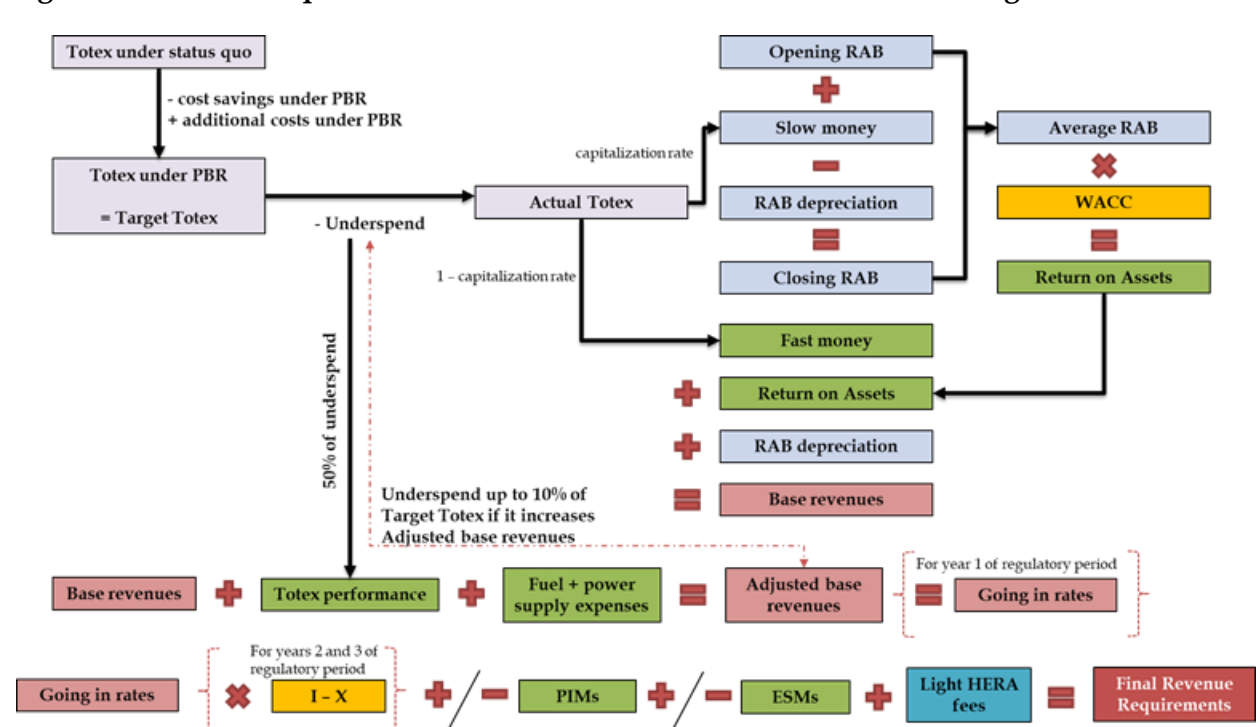 Totex under status quo
- cost savings under PBR
+ additional costs under PBR
Totex under PBR
= Target Totex
- Underspend
Actual Totex
capitalization rate
1 – capitalization rate
Opening RAB
Slow money
RAB depreciation
Closing RAB
Average RAB
WACC
Return on Assets
Fast money
Return on Assets
RAB depreciation
Base revenues
50% of underspend
Underspend up to 10% of
Target Totex if it increases
Adjusted base revenues
Base revenues
Totex performance
Fuel + power
supply expenses
Adjusted base
revenues
For year 1 of regulatory period
Going in rates
Going in rates
For years 2 and 3 of
regulatory period
I – X
PIMs
ESMs
Light HERA
fees
Final Revenue
Requirements